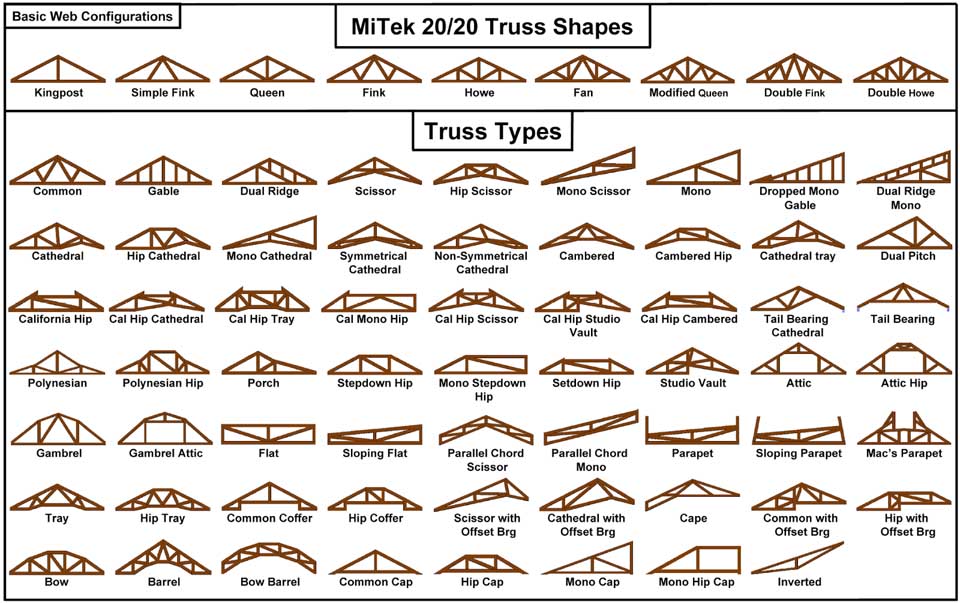 Basic Web Configurations
MiTek 20/20 Truss Shapes
Kingpost
Simple Fink
Queen
Fink
Howe
Fan
Modified Queen
Double Fink
Double Howe
Truss Types
Common
Gable
Dual Ridge
Scissor
Hip Scissor
Mono Scissor
Mono
Dropped Mono
Gable
Dual Ridge
Mono
Cathedral
Hip Cathedral
Mono Cathedral
Symmetrical
Cathedral
Non-Symmetrical
Cathedral
Cambered
Cambered Hip
Cathedral tray
Dual Pitch
California Hip
Cal Hip Cathedral
Cal Hip Tray
Cal Mono Hip
Cal Hip Scissor
Cal Hip Studio
Vault
Cal Hip Cambered
Tail Bearing
Cathedral
Tail Bearing
Polynesian
Polynesian Hip
Porch
Stepdown Hip
Mono Stepdown
Hip
Setdown Hip
Studio Vault
Attic
Attic Hip
Gambrel
Gambrel Attic
Flat
Sloping Flat
Parallel Chord
Scissor
Parallel Chord
Mono
Parapet
Sloping Parapet
Mac's Parapet
Tray
Hip Tray
Common Coffer
Hip Coffer
Scissor with
Offset Brg
Cathedral with
Offset Brg
Cape
Common with
Offset Brg
Hip with
Offset Brg
Bow
Barrel
Bow Barrel
Common Cap
Hip Cap
Mono Cap
Mono Hip Cap
Inverted